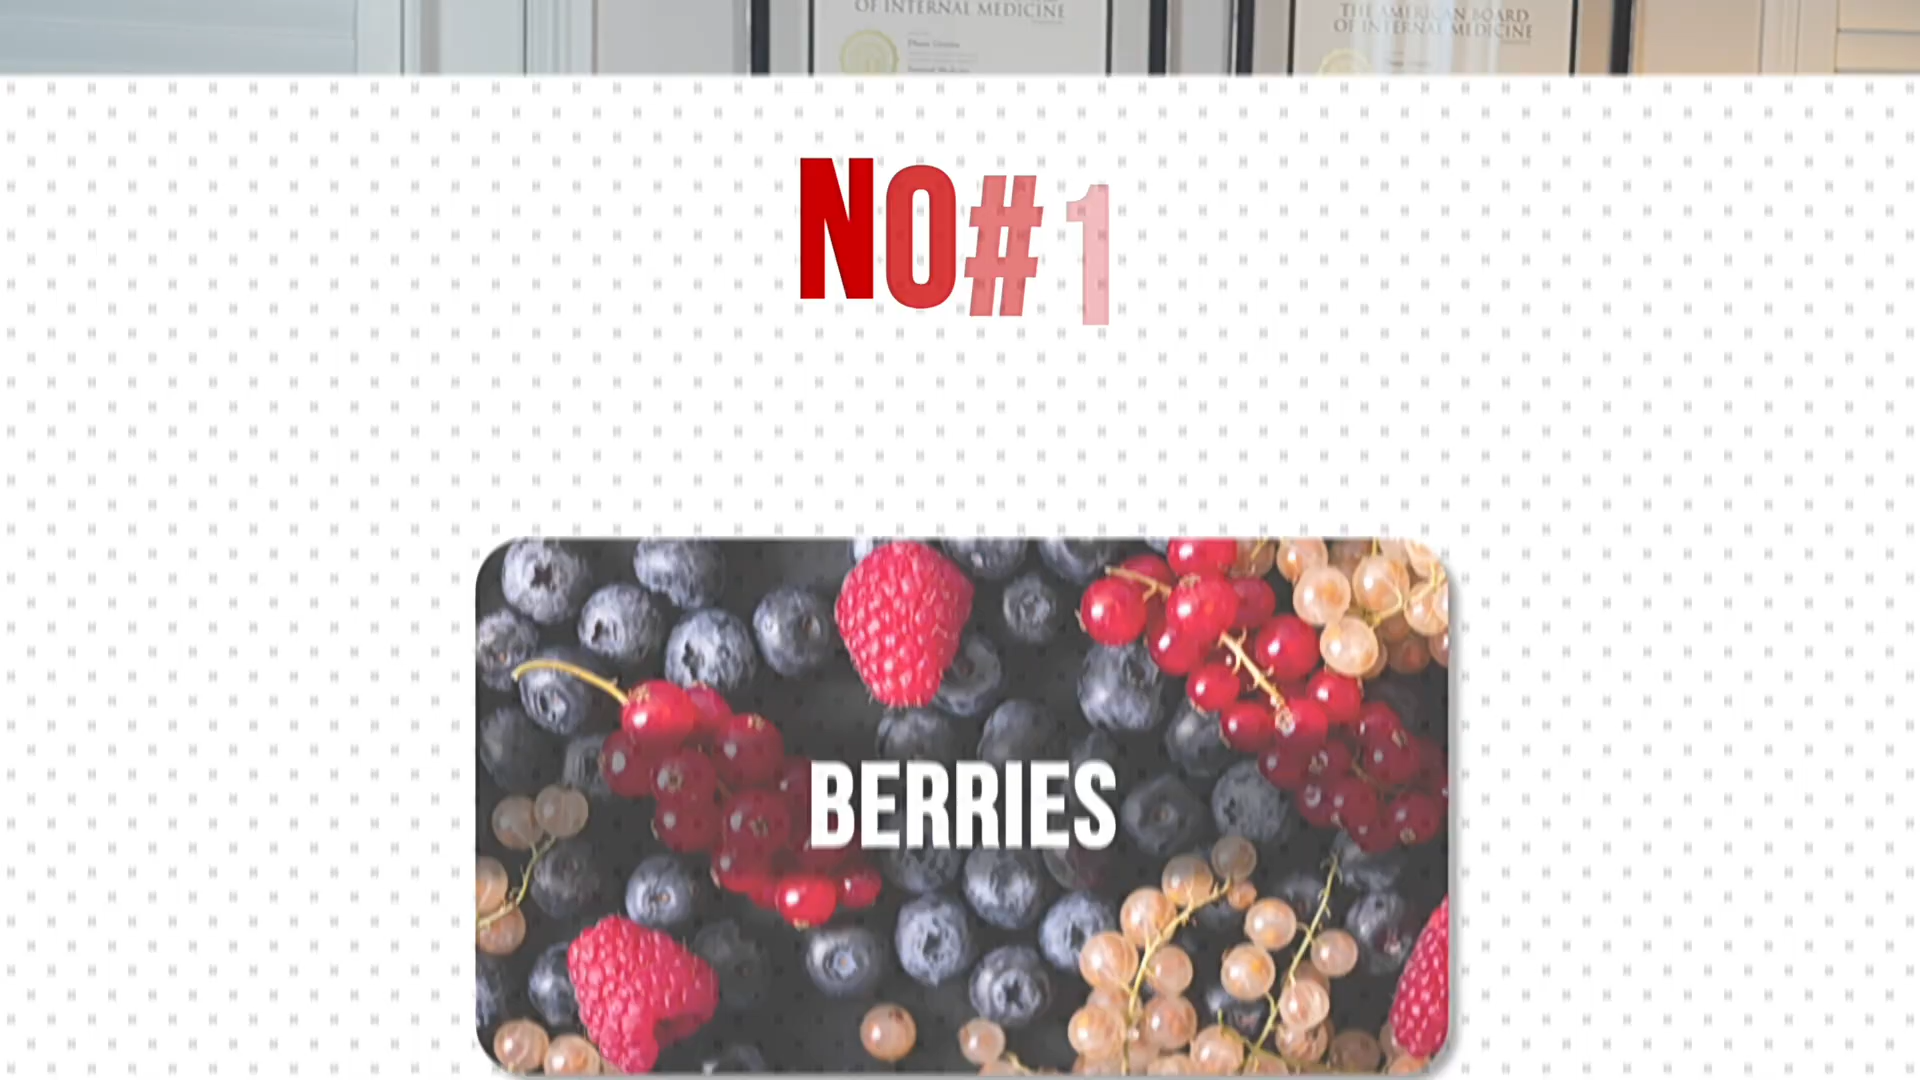 OF INTERNAL MEDICINE
THE AMERICAN BOARD
OF INTERNAL MEDICINE
NO#1
BERRIES